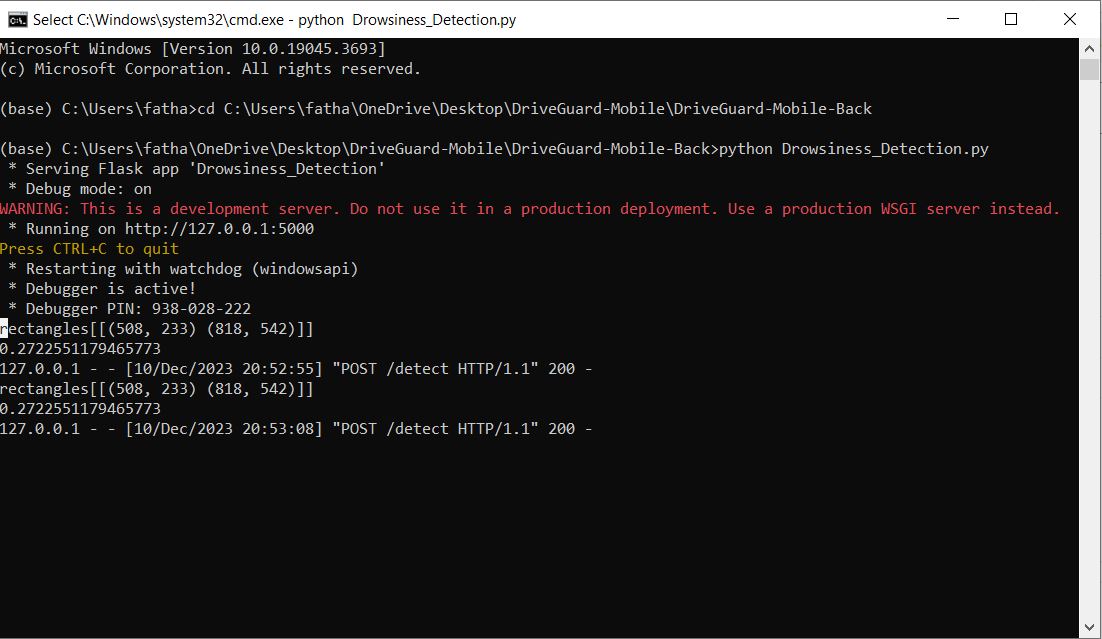 Select C:\Windows\system32\cmd.exe - python  Drowsiness_Detection.py
Microsoft Windows [Version 10.0.19045.3693]
(c) Microsoft Corporation. All rights reserved.
(base) C:\Users\fatha>cd C:\Users\fatha\OneDrive\Desktop\DriveGuard-Mobile\DriveGuard-Mobile-Back
(base) C:\Users\fatha\OneDrive\Desktop\DriveGuard-Mobile\DriveGuard-Mobile-Back>python Drowsiness_Detection.py
 * Serving Flask app 'Drowsiness_Detection'
 * Debug mode: on
WARNING: This is a development server. Do not use it in a production deployment. Use a production WSGI server instead.
 * Running on http://127.0.0.1:5000
Press CTRL+C to quit
 * Restarting with watchdog (windowsapi)
 * Debugger is active!
 * Debugger PIN: 938-028-222
rectangles[[(508, 233) (818, 542)]]
0.2722551179465773
127.0.0.1 - - [10/Dec/2023 20:52:55] "POST /detect HTTP/1.1" 200 -
rectangles[[(508, 233) (818, 542)]]
0.2722551179465773
127.0.0.1 - - [10/Dec/2023 20:53:08] "POST /detect HTTP/1.1" 200 -